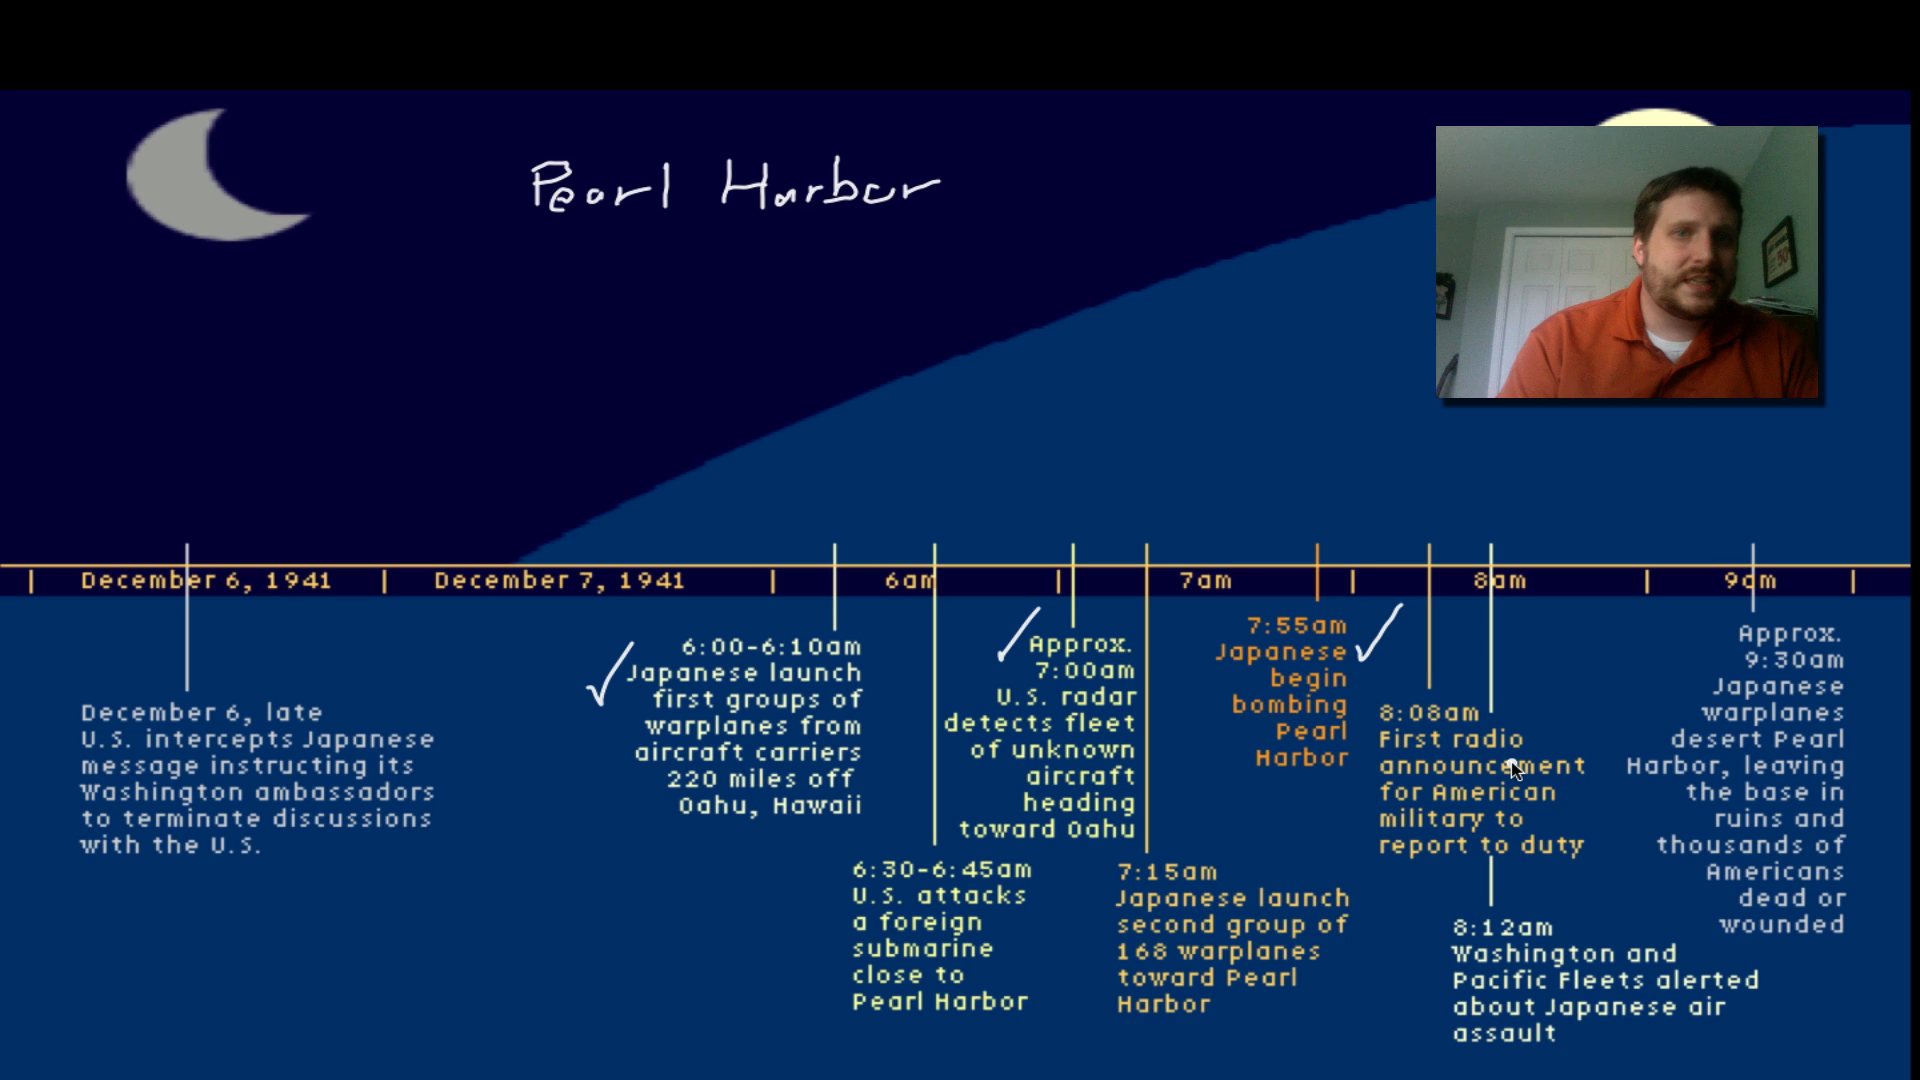 Pearl Harbor
December 6, 1941
December 7, 1941
6am
7am
8am
9am
December 6, late
U.S. intercepts Japanese
message instructing its
Washington ambassadors
to terminate discussions
with the U.S.
6:00-6:10am
Japanese launch
first groups of
warplanes from
aircraft carriers
220 miles off
Oahu, Hawaii
6:30-6:45am
U.S. attacks
a foreign
submarine
close to
Pearl Harbor
Approx.
7:00am
U.S. radar
detects fleet
of unknown
aircraft
heading
toward Oahu
7:15am
Japanese launch
second group of
168 warplanes
toward Pearl
Harbor
7:55am
Japanese
begin
bombing
Pearl
Harbor
8:08am
First radio
announcement
for American
military to
report to duty
8:12am
Washington and
Pacific Fleets alerted
about Japanese air
assault
Approx.
9:30am
Japanese
warplanes
desert Pearl
Harbor, leaving
the base in
ruins and
thousands of
Americans
dead or
wounded